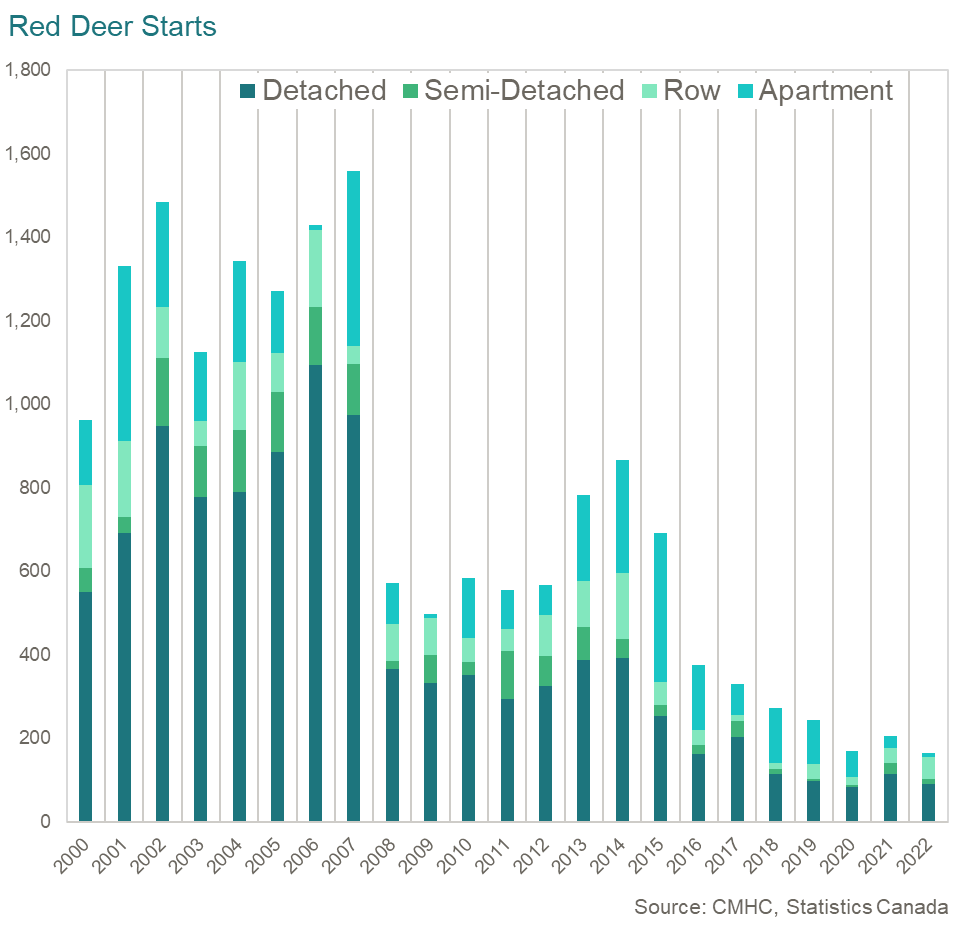 Red Deer Starts
1,800
Detached Semi-Detached Row Apartment
1,600
1,400
1,200
1,000
800
600
400
200
0
2000 2001 2002 2003 2004 2005 2006 2007 2008 2009 2010 2011 2012 2013 2014 2015 2016 2017 2018 2019 2020 2021 2022
Source: CMHC, Statistics Canada